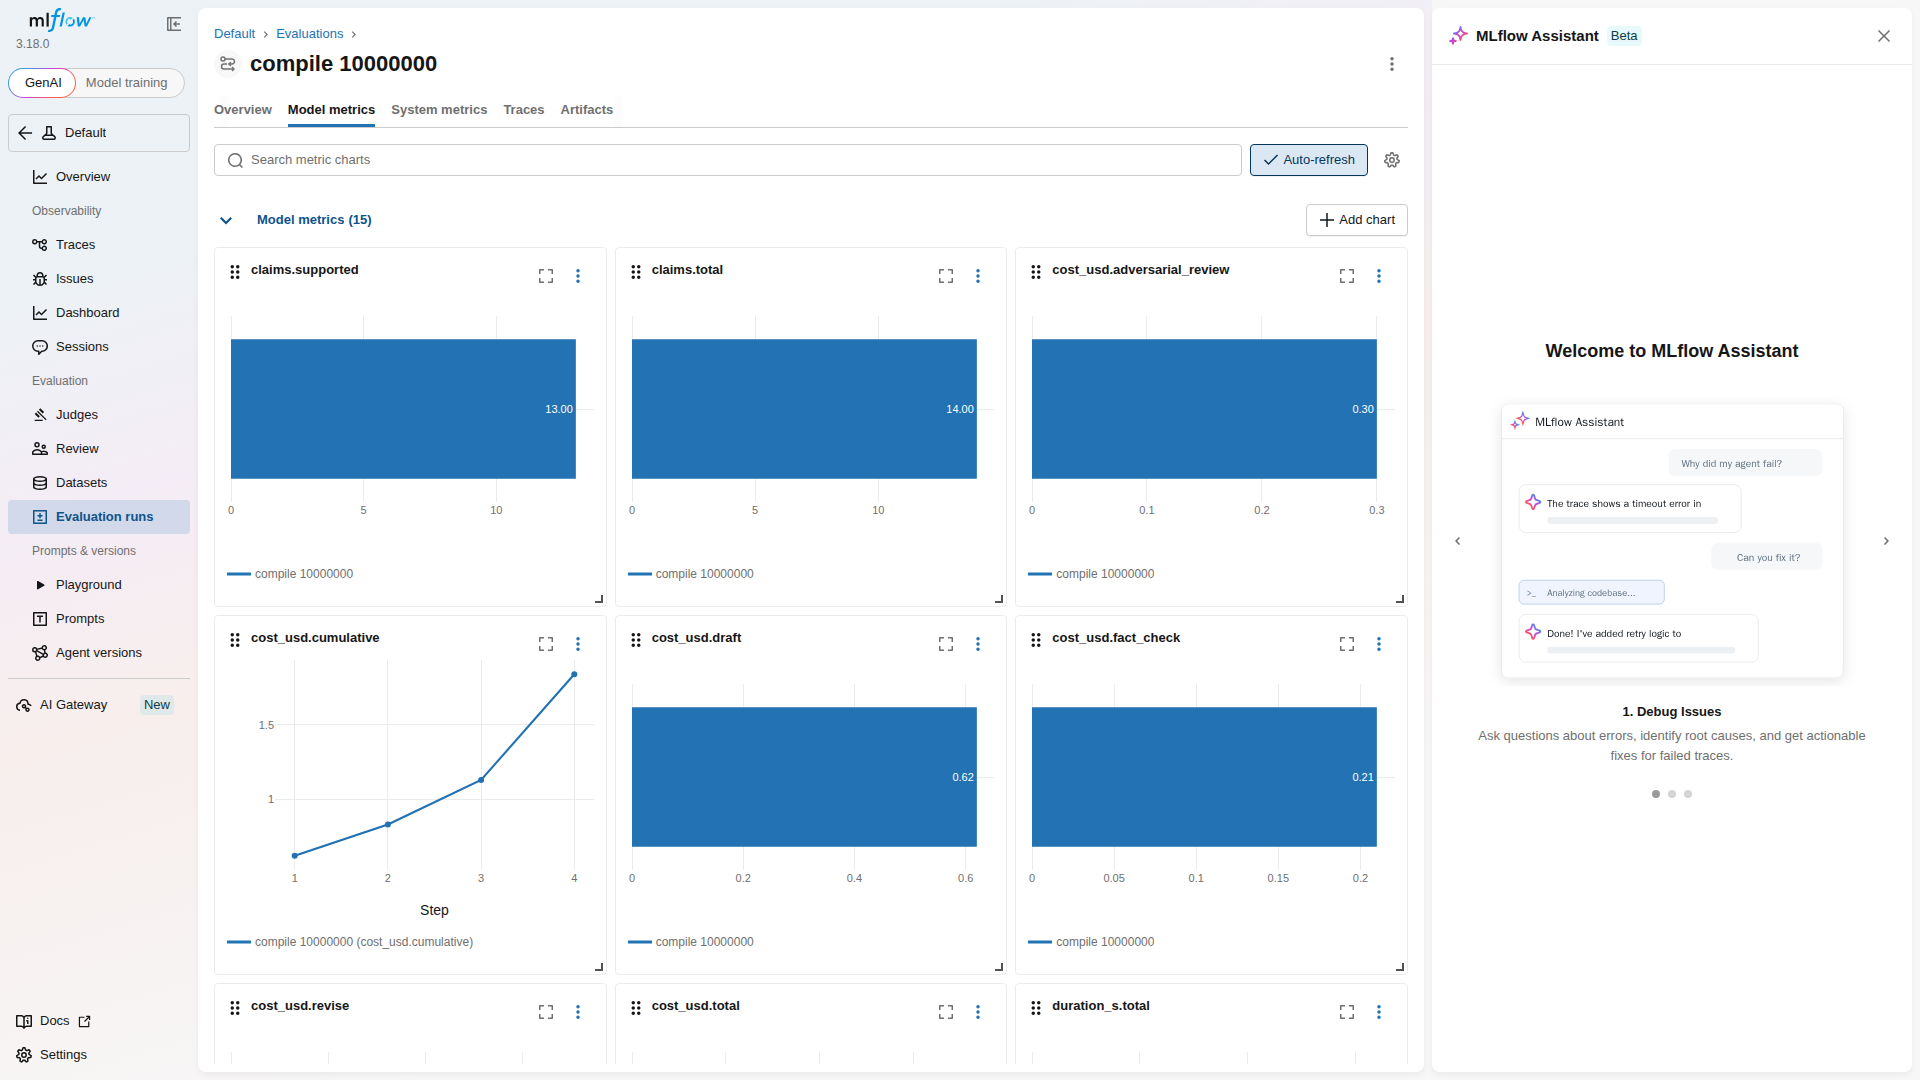 mlflow
3.18.0
GenAI
Model training
Default
Overview
Observability
Traces
Issues
Dashboard
Sessions
Evaluation
Judges
Review
Datasets
Evaluation runs
Prompts & versions
Playground
Prompts
Agent versions
AI Gateway
New
Docs
Settings
Default > Evaluations >
compile 10000000
Overview
Model metrics
System metrics
Traces
Artifacts
Search metric charts
Auto-refresh
Model metrics (15)
Add chart
claims.supported
13.00
0 5 10
compile 10000000
claims.total
14.00
0 5 10
compile 10000000
cost_usd.adversarial_review
0.30
0 0.1 0.2 0.3
compile 10000000
cost_usd.cumulative
1.5
1
1 2 3 4
Step
compile 10000000 (cost_usd.cumulative)
cost_usd.draft
0.62
0 0.2 0.4 0.6
compile 10000000
cost_usd.fact_check
0.21
0 0.05 0.1 0.15 0.2
compile 10000000
cost_usd.revise
cost_usd.total
duration_s.total
MLflow Assistant
Beta
Welcome to MLflow Assistant
MLflow Assistant
Why did my agent fail?
The trace shows a timeout error in
Can you fix it?
>_ Analyzing codebase...
Done! I've added retry logic to
1. Debug Issues
Ask questions about errors, identify root causes, and get actionable
fixes for failed traces.